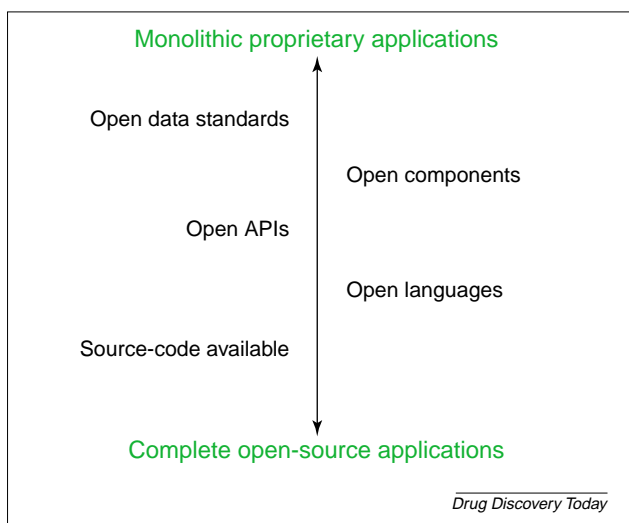 Monolithic proprietary applications
Open data standards
Open components
Open APIs
Open languages
Source-code available
Complete open-source applications
Drug Discovery Today